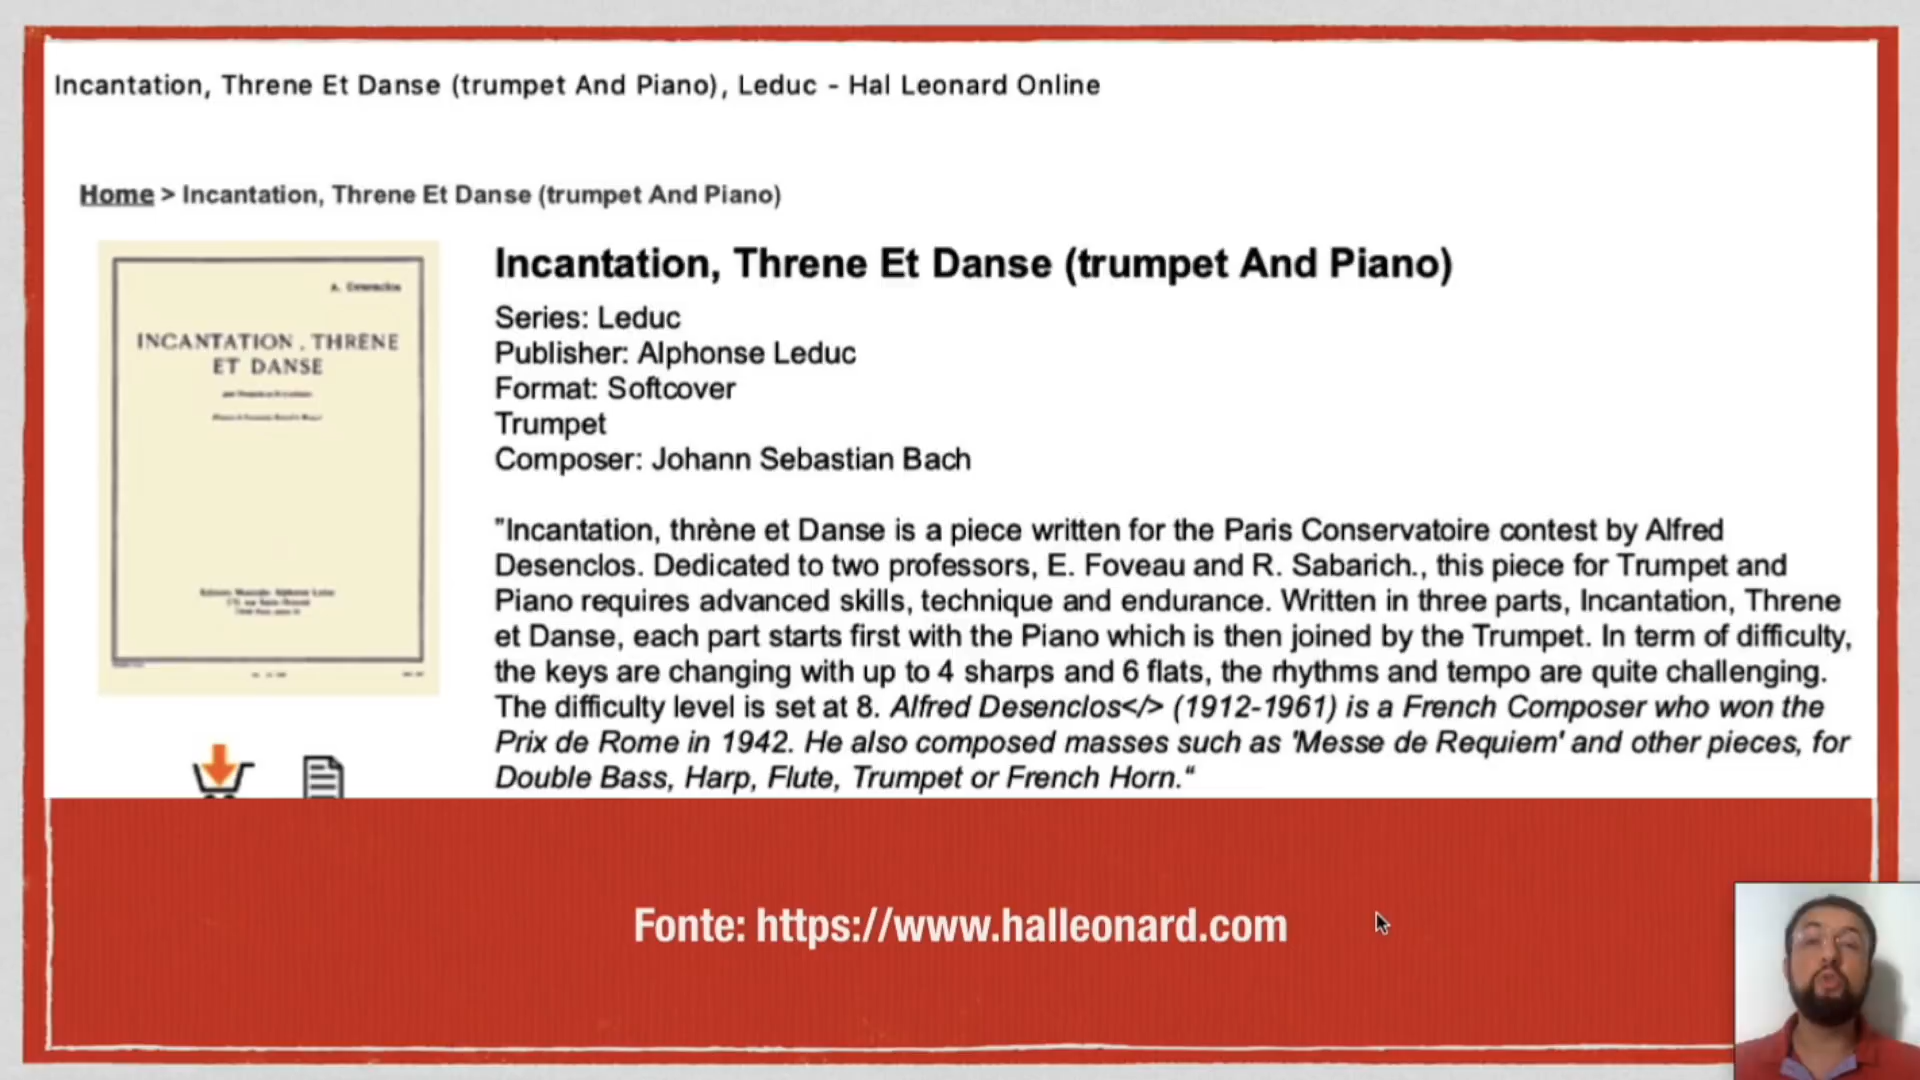 Incantation, Threne Et Danse (trumpet And Piano), Leduc - Hal Leonard Online
Home > Incantation, Threne Et Danse (trumpet And Piano)
A. Desenclos
INCANTATION, THRÈNE
ET DANSE
Incantation, Threne Et Danse (trumpet And Piano)
Series: Leduc
Publisher: Alphonse Leduc
Format: Softcover
Trumpet
Composer: Johann Sebastian Bach
"Incantation, thrène et Danse is a piece written for the Paris Conservatoire contest by Alfred
Desenclos. Dedicated to two professors, E. Foveau and R. Sabarich., this piece for Trumpet and
Piano requires advanced skills, technique and endurance. Written in three parts, Incantation, Threne
et Danse, each part starts first with the Piano which is then joined by the Trumpet. In term of difficulty,
the keys are changing with up to 4 sharps and 6 flats, the rhythms and tempo are quite challenging.
The difficulty level is set at 8. Alfred Desenclos</> (1912-1961) is a French Composer who won the
Prix de Rome in 1942. He also composed masses such as 'Messe de Requiem' and other pieces, for
Double Bass, Harp, Flute, Trumpet or French Horn.“
Fonte: https://www.halleonard.com